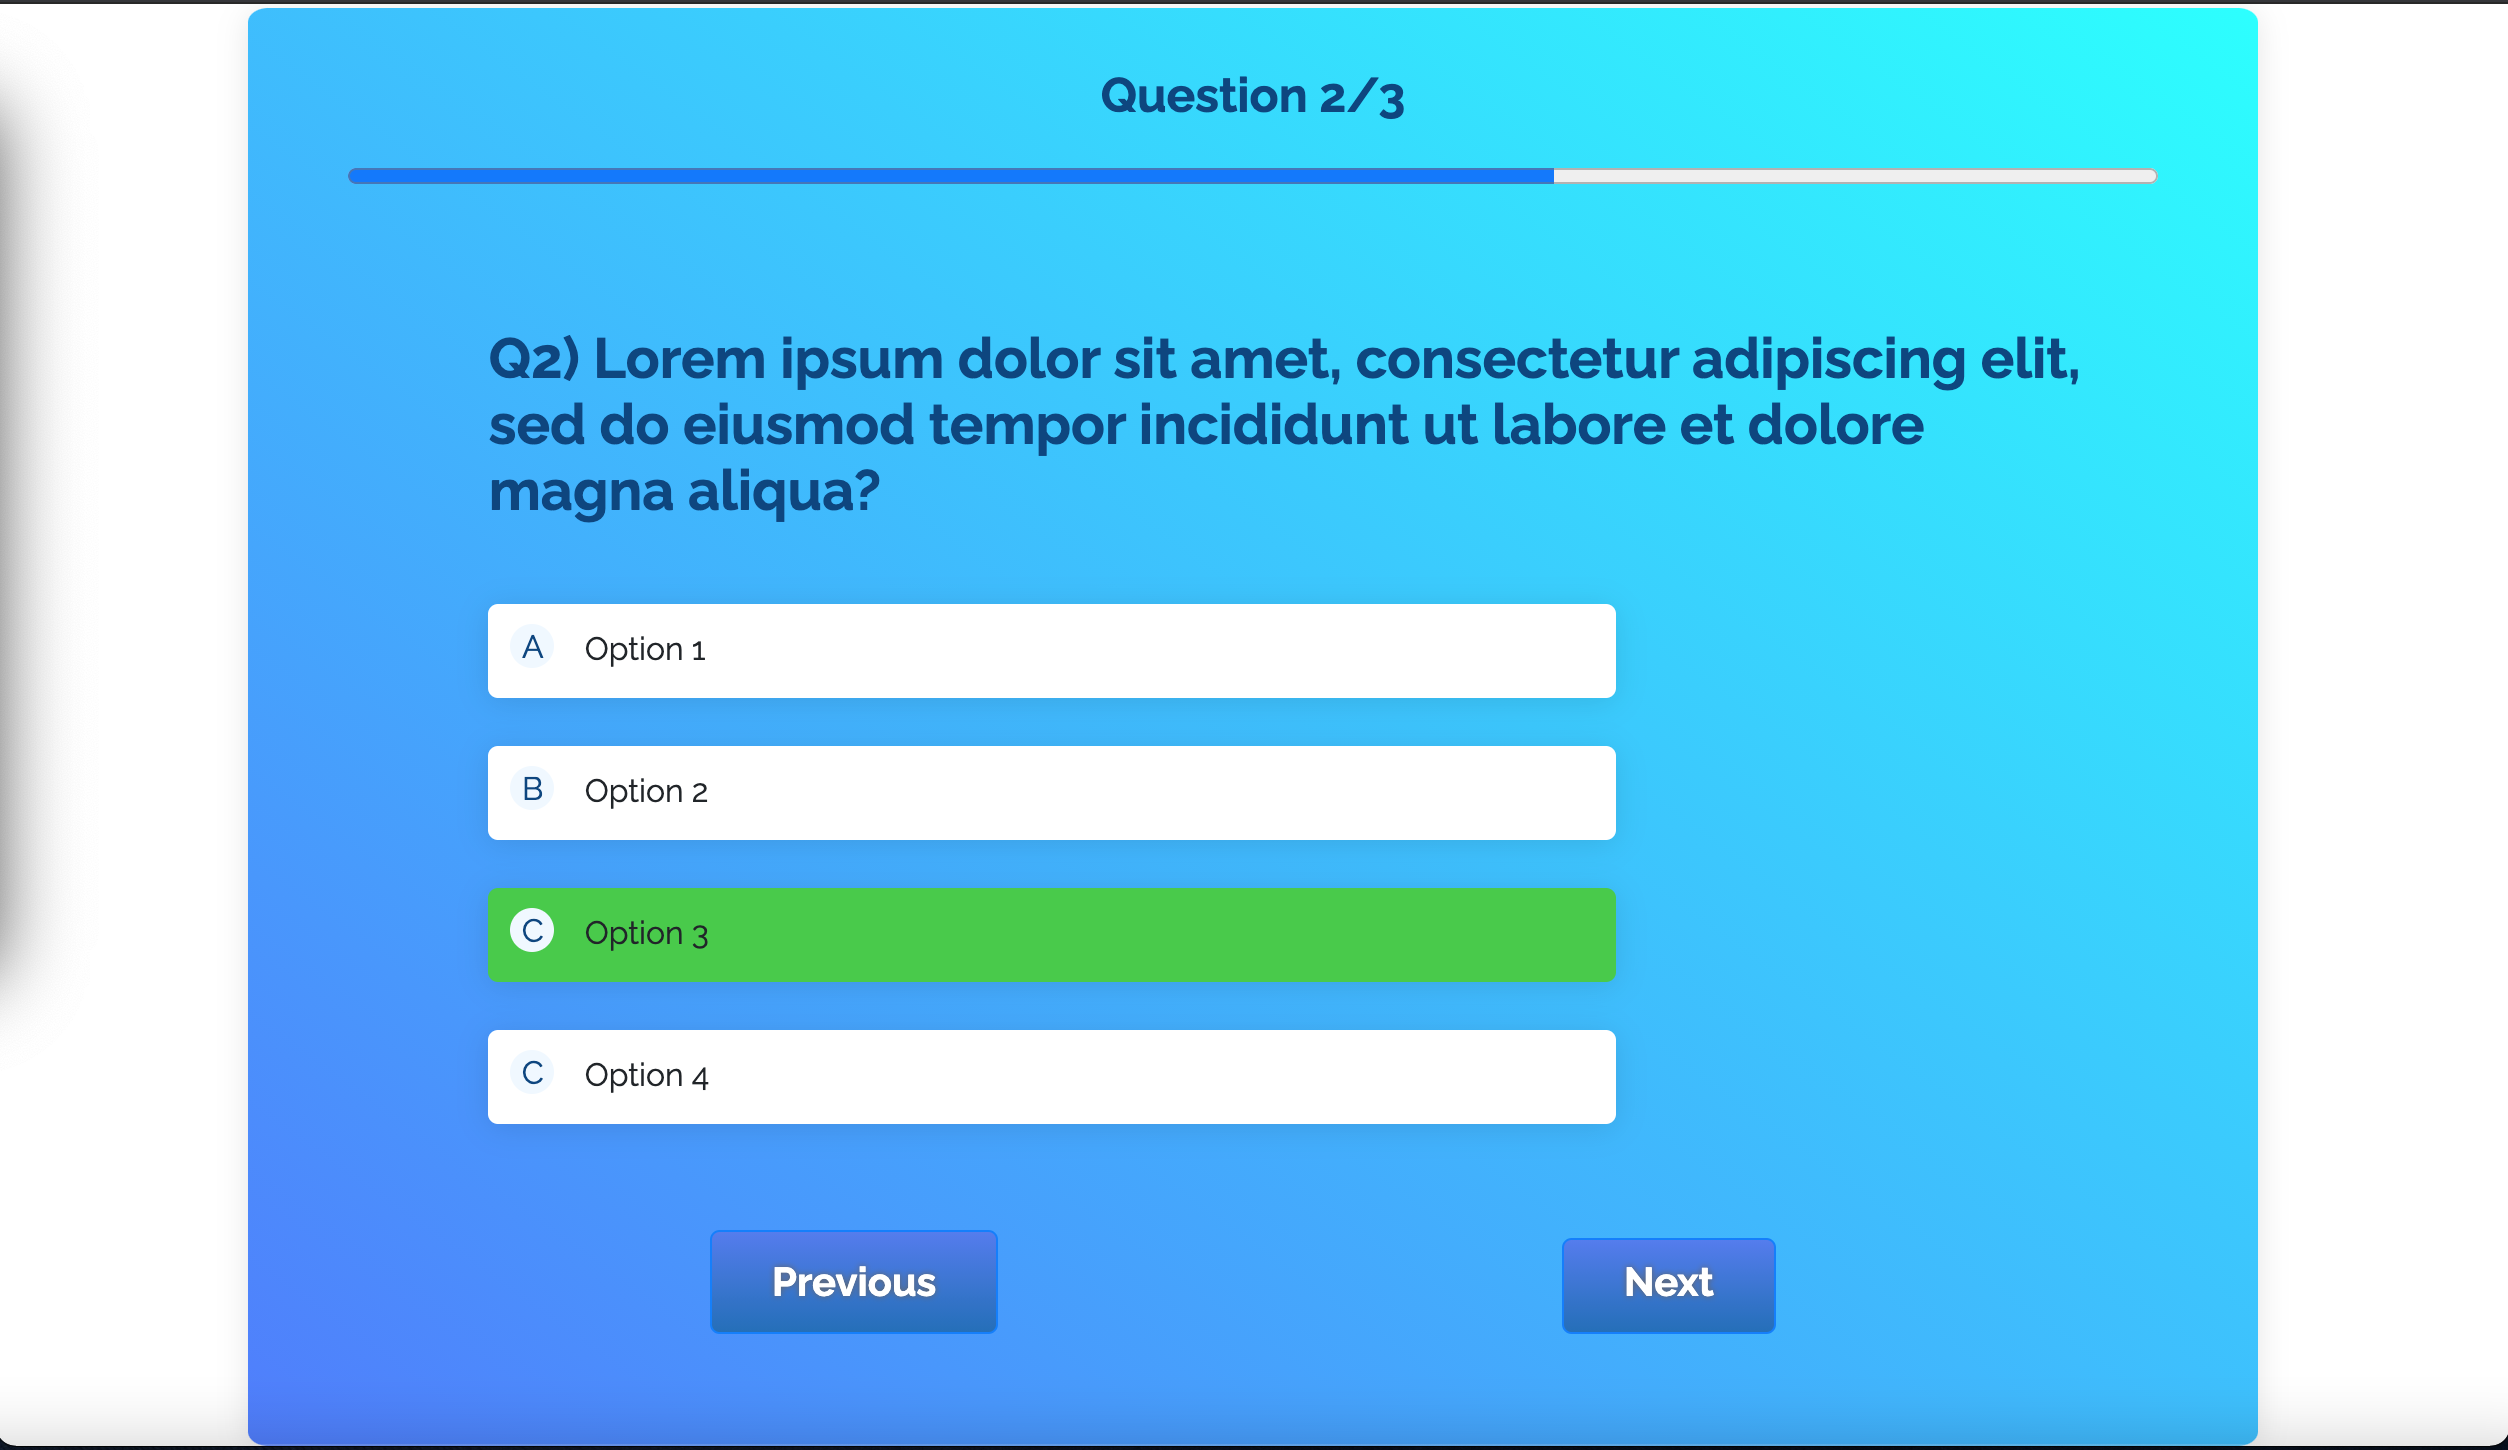 Question 2/3
Q2) Lorem ipsum dolor sit amet, consectetur adipiscing elit,
sed do eiusmod tempor incididunt ut labore et dolore
magna aliqua?
A Option 1
B Option 2
C Option 3
C Option 4
Previous Next